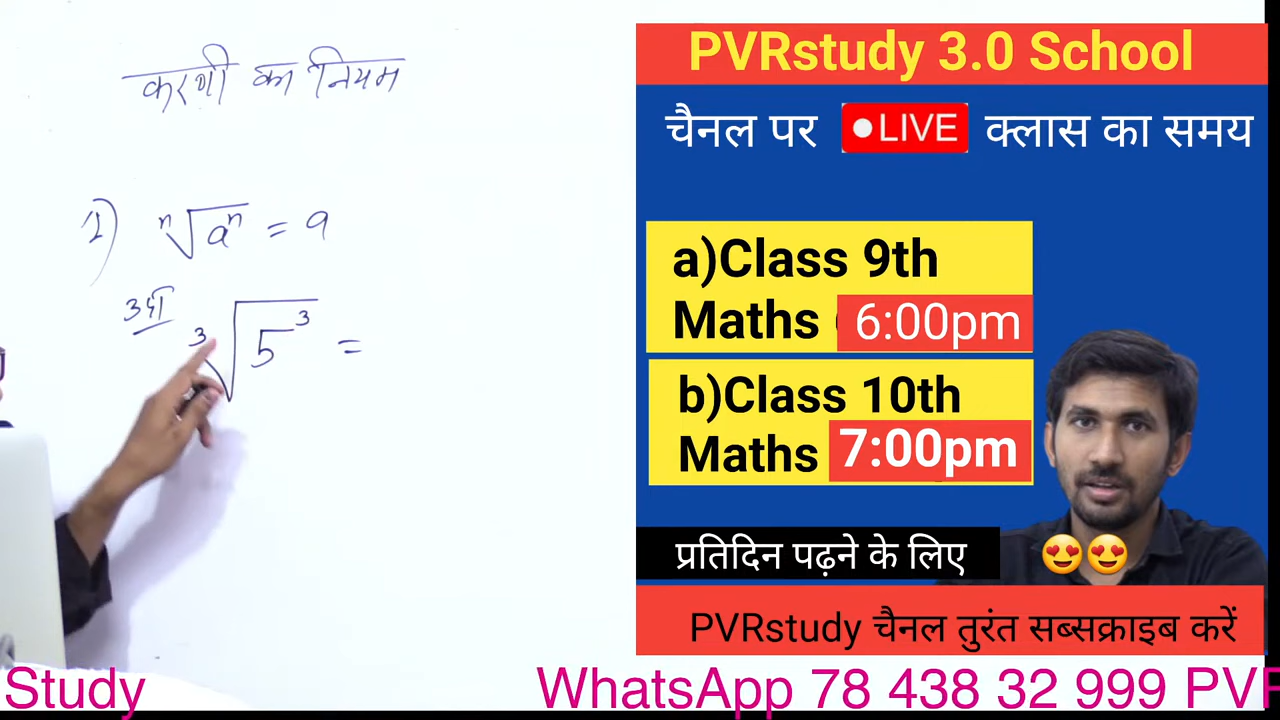 करणी का नियम
1) ⁿ√aⁿ = a
उदा
³√5³ =
PVRstudy 3.0 School
चैनल पर ●LIVE क्लास का समय
a)Class 9th
Maths 6:00pm
b)Class 10th
Maths 7:00pm
प्रतिदिन पढ़ने के लिए 😍😍
PVRstudy चैनल तुरंत सब्सक्राइब करें
Study WhatsApp 78 438 32 999